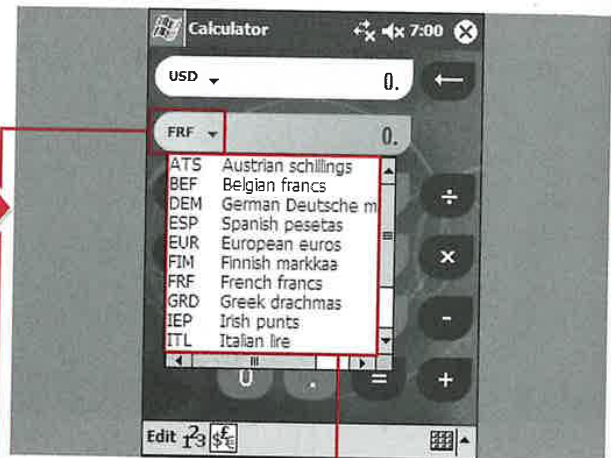 Calculator 7:00
USD 0.
FRF 0.
ATS Austrian schillings
BEF Belgian francs
DEM German Deutsche m
ESP Spanish pesetas
EUR European euros
FIM Finnish markkaa
FRF French francs
GRD Greek drachmas
IEP Irish punts
ITL Italian lire
÷
×
-
0 . = +
Edit 123 $£€